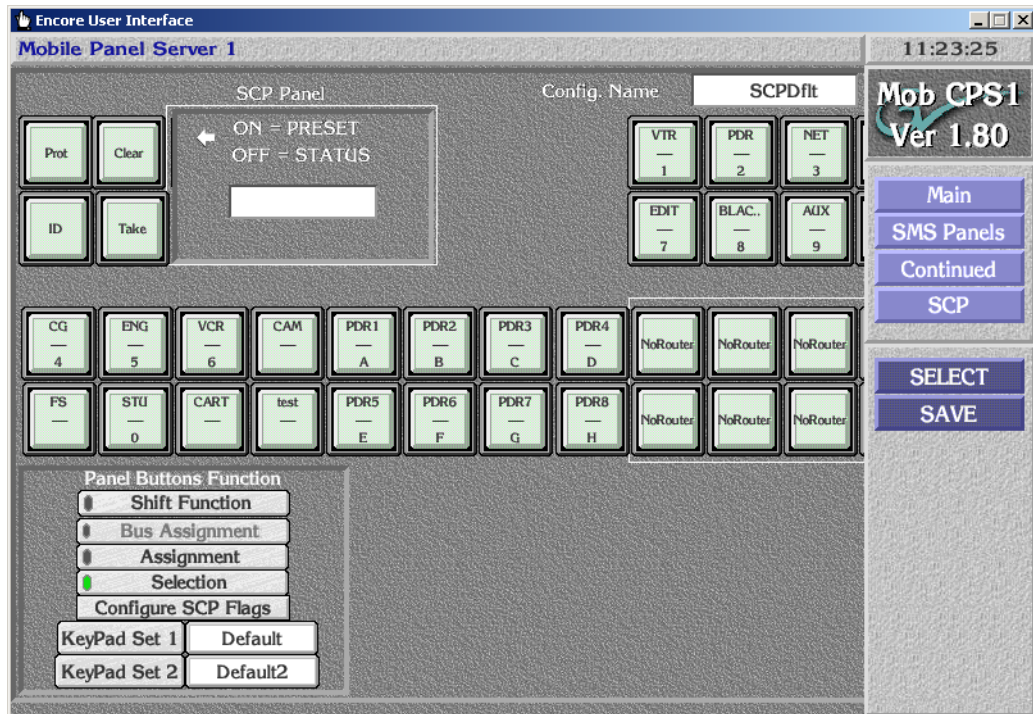 Encore User Interface
Mobile Panel Server 1
11:23:25
SCP Panel
Config. Name
SCPDflt
Mob CPS1
Ver 1.80
ON = PRESET
OFF = STATUS
Prot
Clear
VTR
—
1
PDR
—
2
NET
—
3
ID
Take
EDIT
—
7
BLAC..
—
8
AUX
—
9
Main
SMS Panels
Continued
SCP
SELECT
SAVE
CG
—
4
ENG
—
5
VCR
—
6
CAM
—
PDR1
—
A
PDR2
—
B
PDR3
—
C
PDR4
—
D
NoRouter
NoRouter
NoRouter
FS
—
STU
—
0
CART
—
test
—
PDR5
—
E
PDR6
—
F
PDR7
—
G
PDR8
—
H
NoRouter
NoRouter
NoRouter
Panel Buttons Function
Shift Function
Bus Assignment
Assignment
Selection
Configure SCP Flags
KeyPad Set 1
Default
KeyPad Set 2
Default2